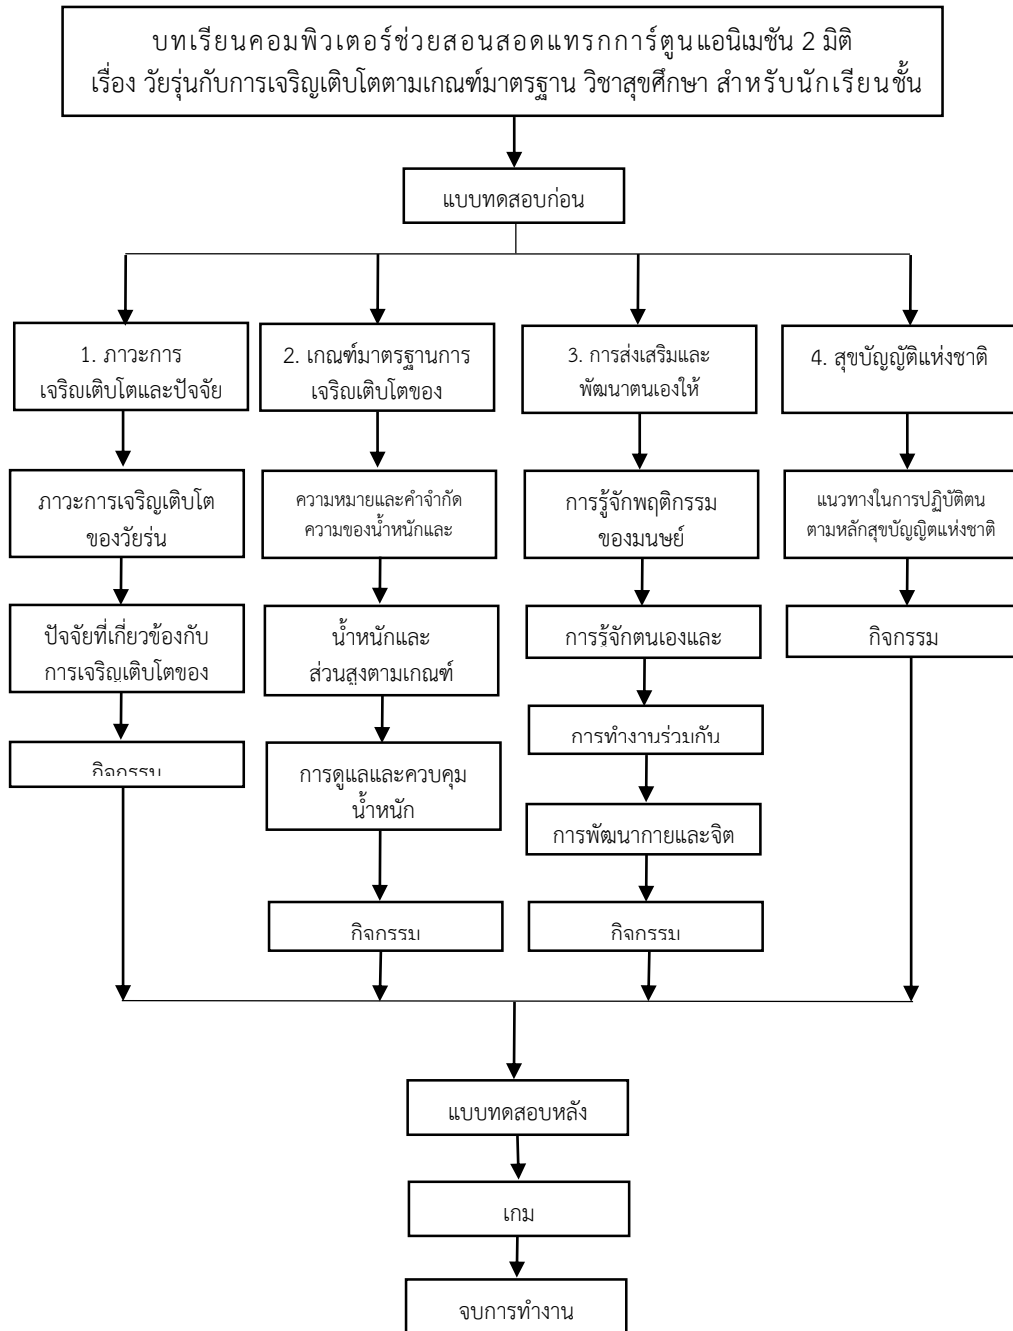 บทเรียนคอมพิวเตอร์ช่วยสอนสอดแทรกการ์ตูนแอนิเมชัน 2 มิติ
เรื่อง วัยรุ่นกับการเจริญเติบโตตามเกณฑ์มาตรฐาน วิชาสุขศึกษา สำหรับนักเรียนชั้น
แบบทดสอบก่อน
1. ภาวะการ
เจริญเติบโตและปัจจัย
2. เกณฑ์มาตรฐานการ
เจริญเติบโตของ
3. การส่งเสริมและ
พัฒนาตนเองให้
4. สุขบัญญัติแห่งชาติ
ภาวะการเจริญเติบโต
ของวัยรุ่น
ความหมายและคำจำกัด
ความของน้ำหนักและ
การรู้จักพฤติกรรม
ของมนุษย์
แนวทางในการปฏิบัติตน
ตามหลักสุขบัญญิตแห่งชาติ
ปัจจัยที่เกี่ยวข้องกับ
การเจริญเติบโตของ
น้ำหนักและ
ส่วนสูงตามเกณฑ์
การรู้จักตนเองและ
กิจกรรม
กิจกรรม
การดูแลและควบคุม
น้ำหนัก
การทำงานร่วมกัน
การพัฒนากายและจิต
กิจกรรม
กิจกรรม
แบบทดสอบหลัง
เกม
จบการทำงาน